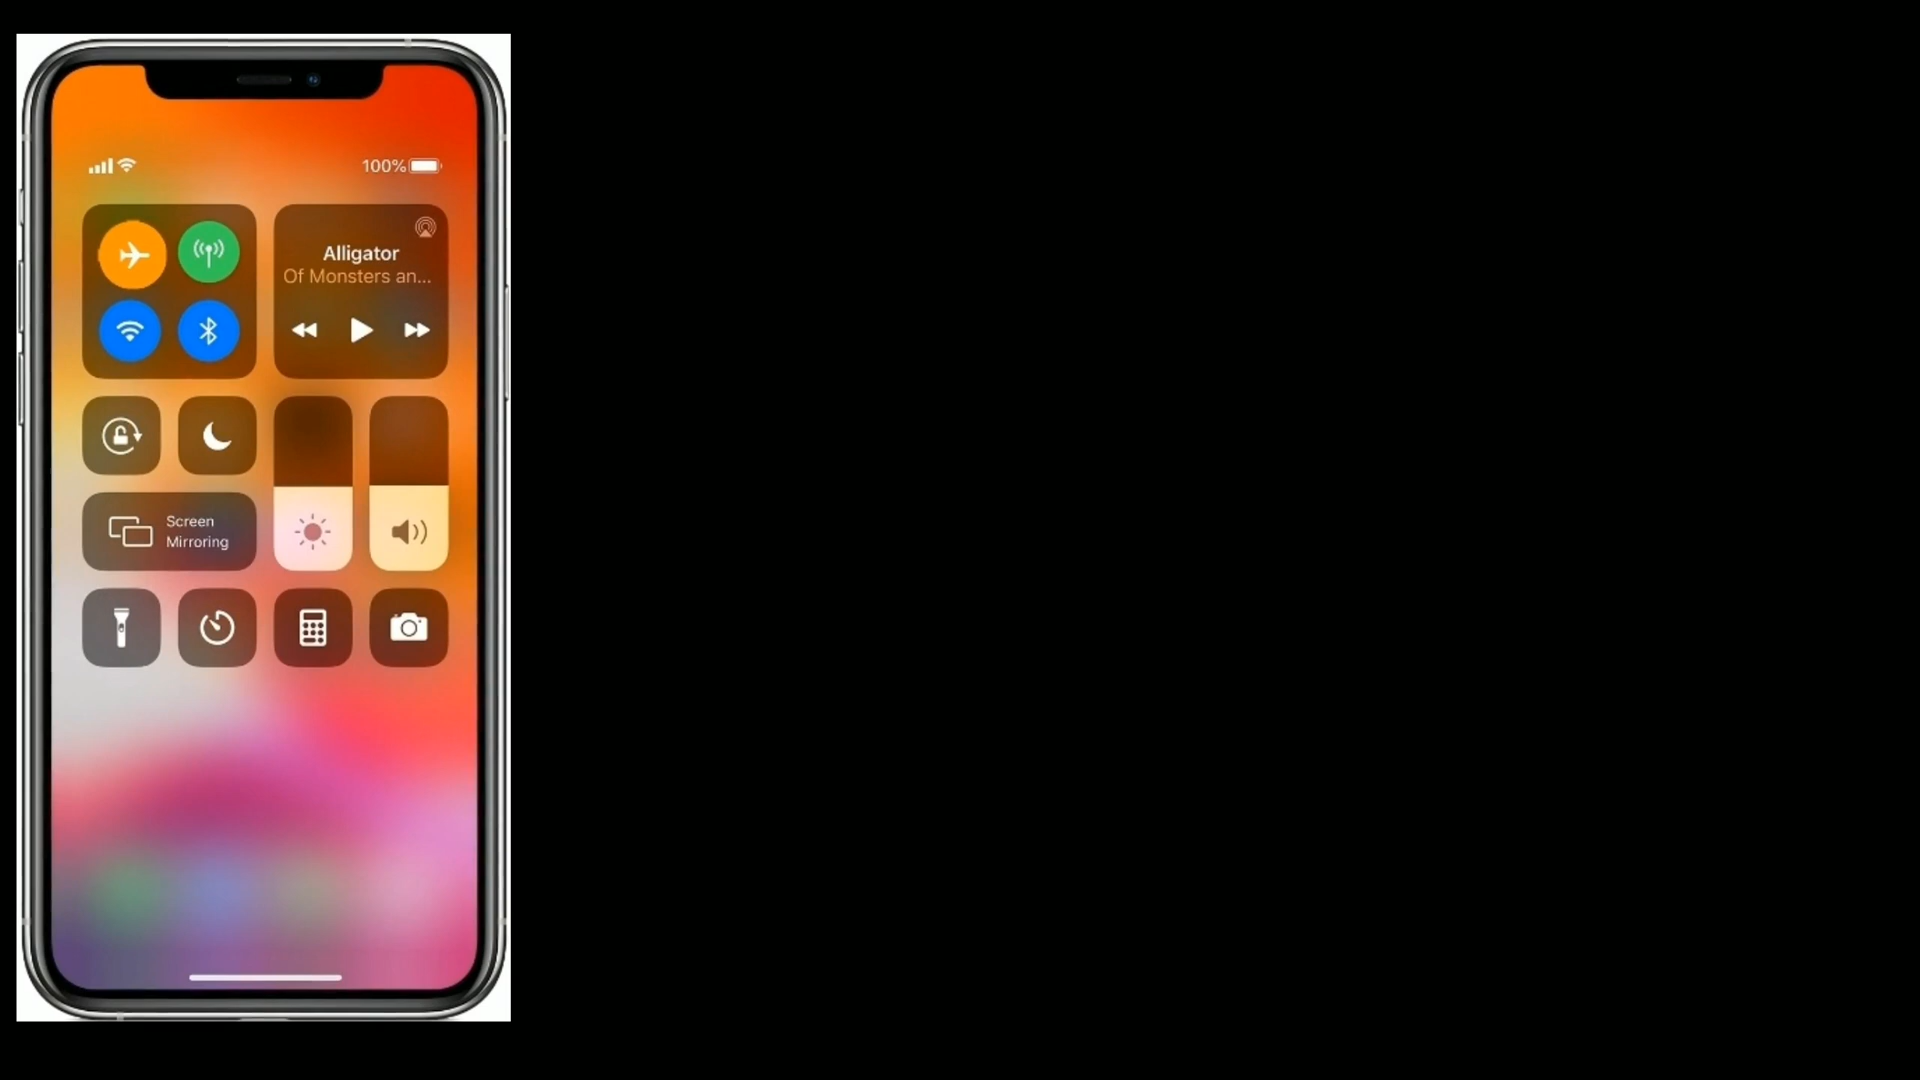 100%
Alligator
Of Monsters an...
Screen
Mirroring